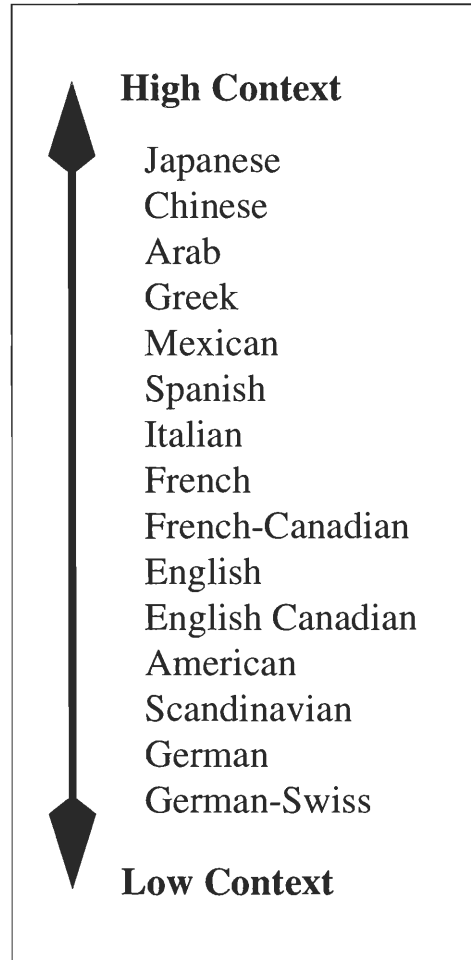 High Context
Japanese
Chinese
Arab
Greek
Mexican
Spanish
Italian
French
French-Canadian
English
English Canadian
American
Scandinavian
German
German-Swiss
Low Context